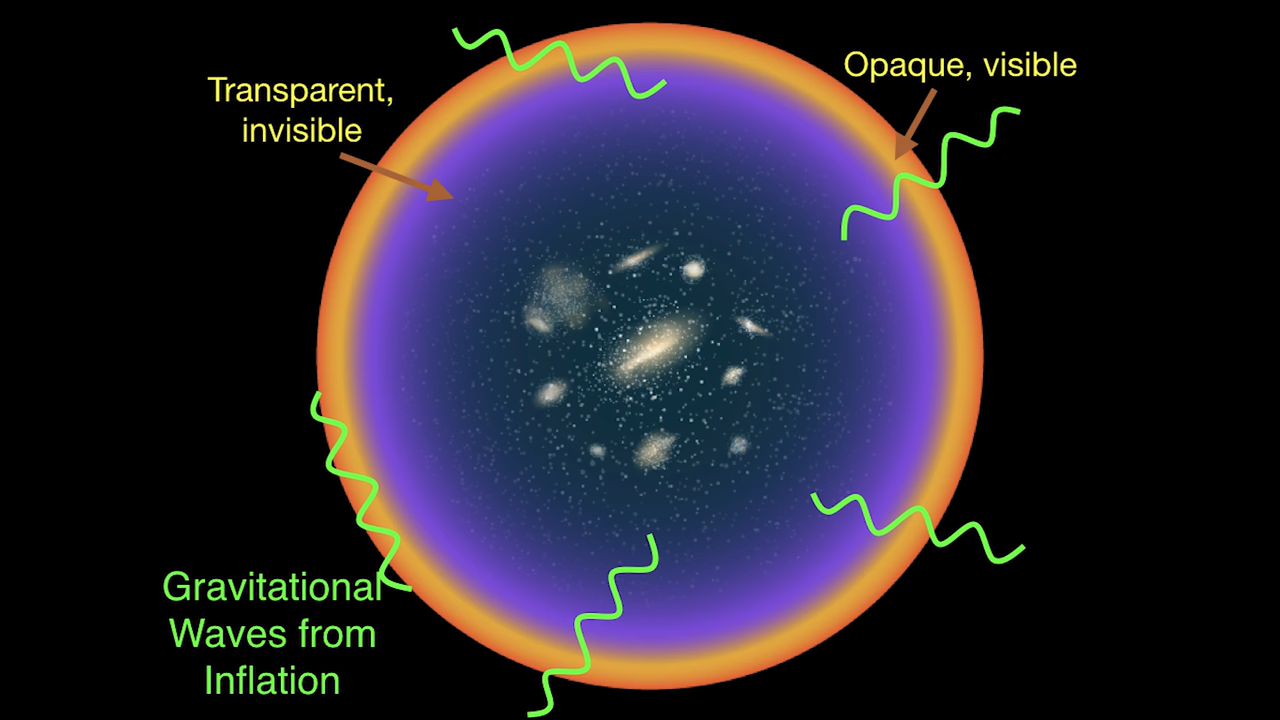 Transparent,
invisible
Opaque, visible
Gravitational
Waves from
Inflation